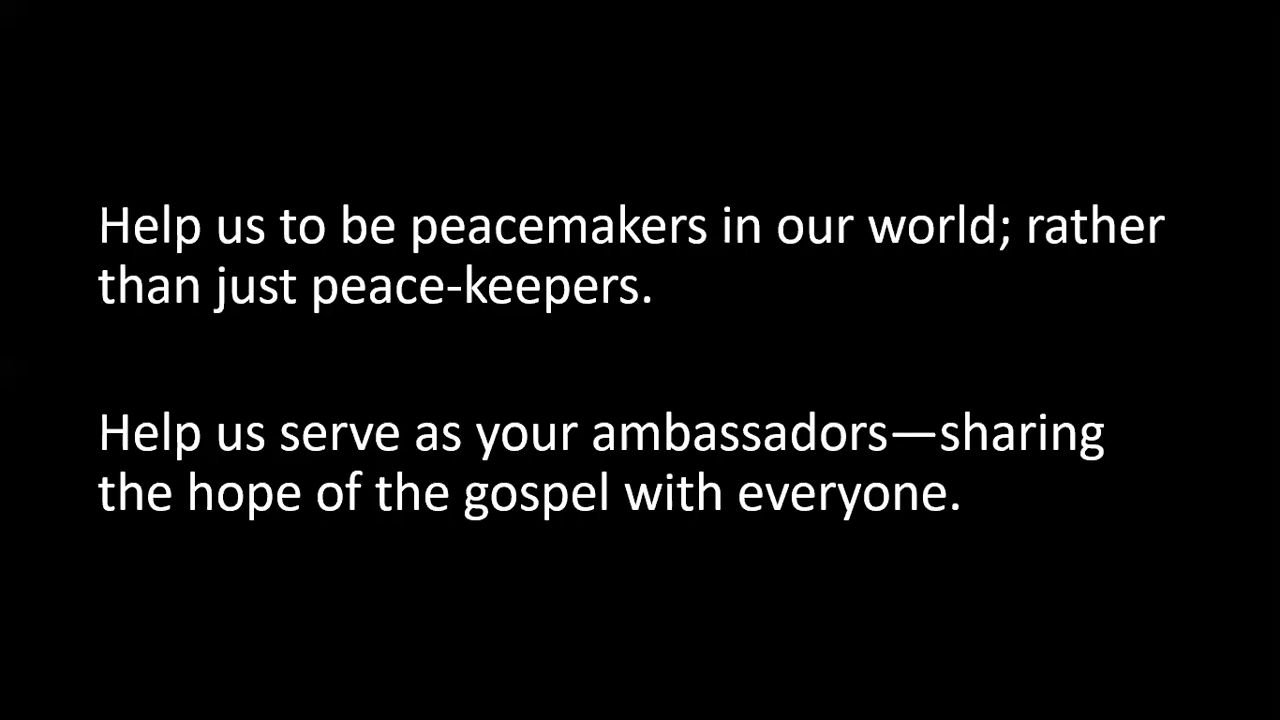 Help us to be peacemakers in our world; rather
than just peace-keepers.
Help us serve as your ambassadors—sharing
the hope of the gospel with everyone.